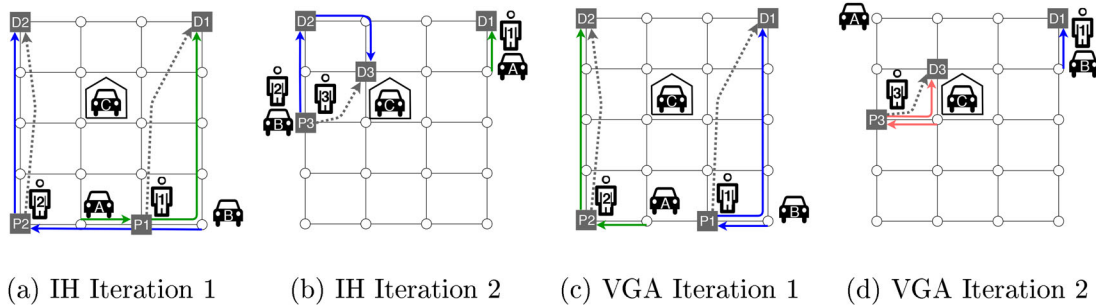 D2 D1
C
2 A 1 B
P2 P1
D2 D1
1
A
D3
2 3 C
B P3
D2 D1
C
2 A 1 B
P2 P1
A D1
1
B
D3
3 C
P3
(a) IH Iteration 1 (b) IH Iteration 2 (c) VGA Iteration 1 (d) VGA Iteration 2